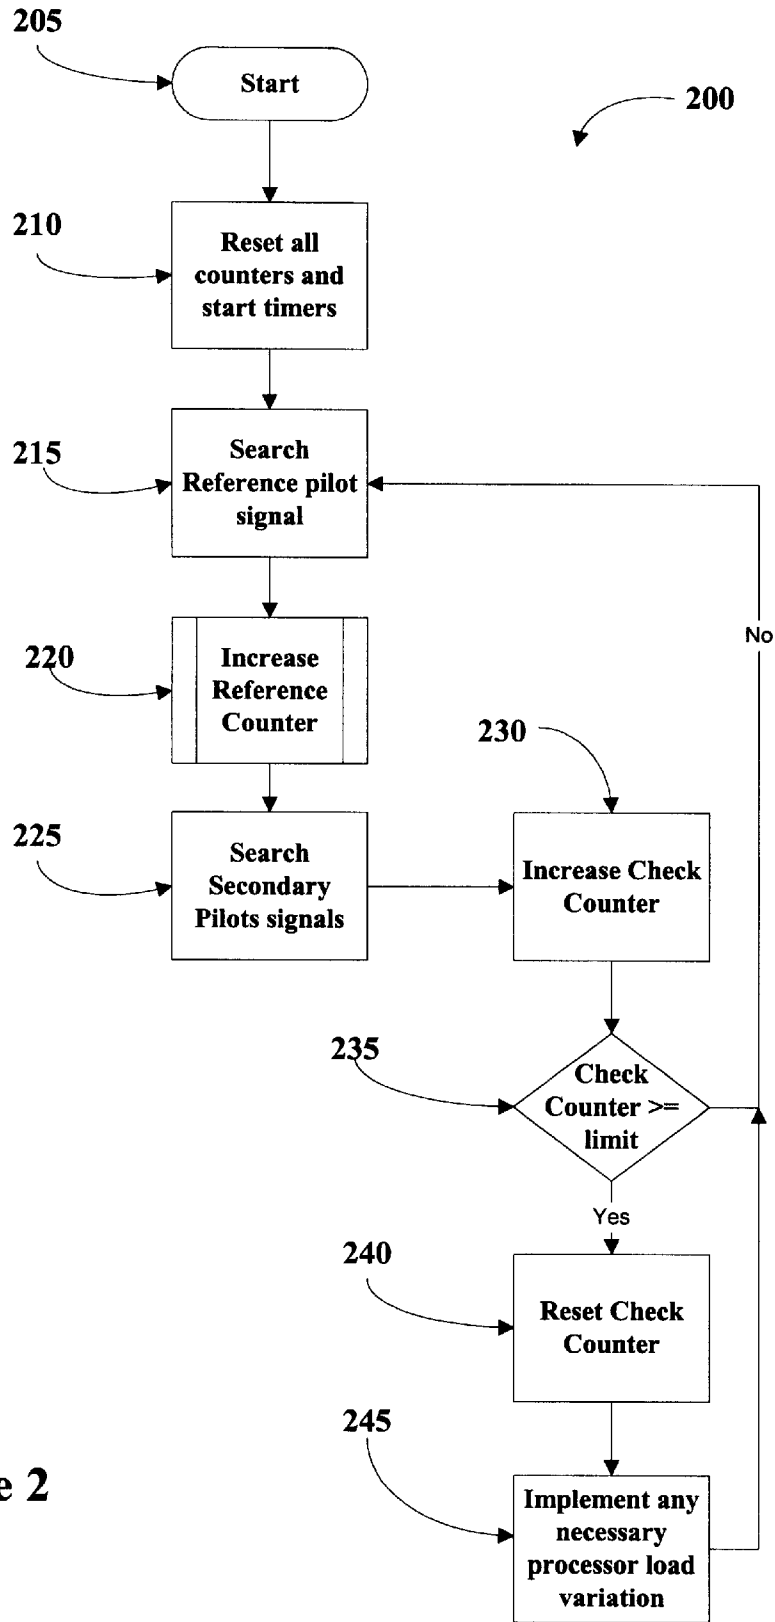 205
Start
200
210
Reset all
counters and
start timers
215
Search
Reference pilot
signal
No
220
Increase
Reference
Counter
230
225
Search
Secondary
Pilots signals
Increase Check
Counter
235
Check
Counter >=
limit
Yes
240
Reset Check
Counter
245
e 2
Implement any
necessary
processor load
variation